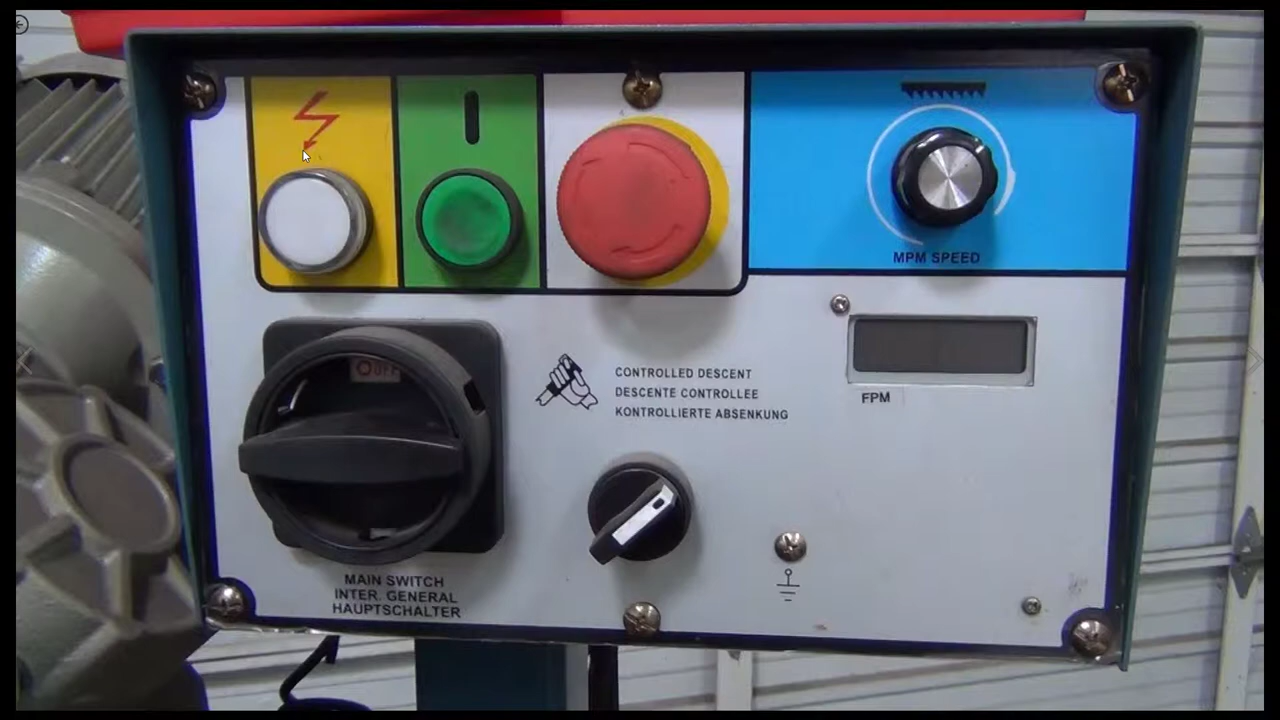 MPM SPEED
OFF
CONTROLLED DESCENT
DESCENTE CONTROLLEE
KONTROLLIERTE ABSENKUNG
FPM
MAIN SWITCH
INTER. GENERAL
HAUPTSCHALTER